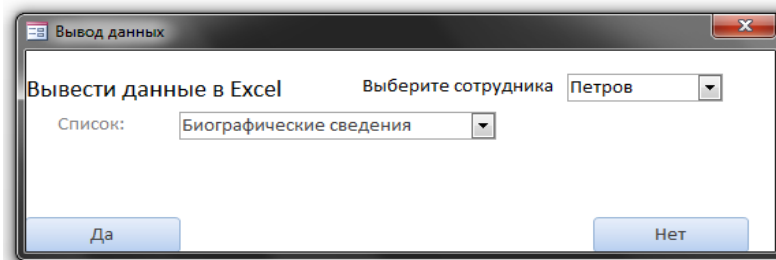 Вывод данных
Вывести данные в Excel Выберите сотрудника Петров
Список: Биографические сведения
Да Нет